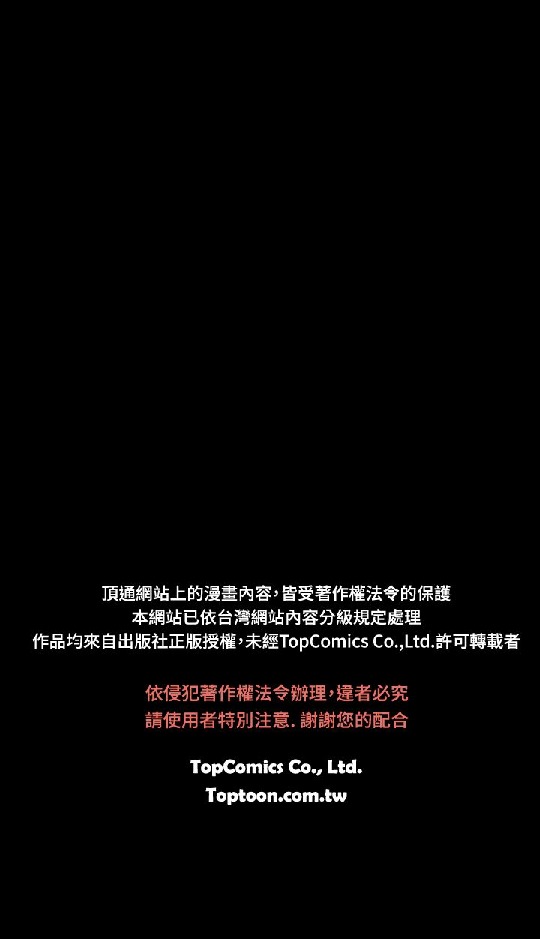 頂通網站上的漫畫內容，皆受著作權法令的保護
本網站已依台灣網站內容分級規定處理
作品均來自出版社正版授權，未經TopComics Co.,Ltd.許可轉載者
依侵犯著作權法令辦理，違者必究
請使用者特別注意. 謝謝您的配合
TopComics Co., Ltd.
Toptoon.com.tw